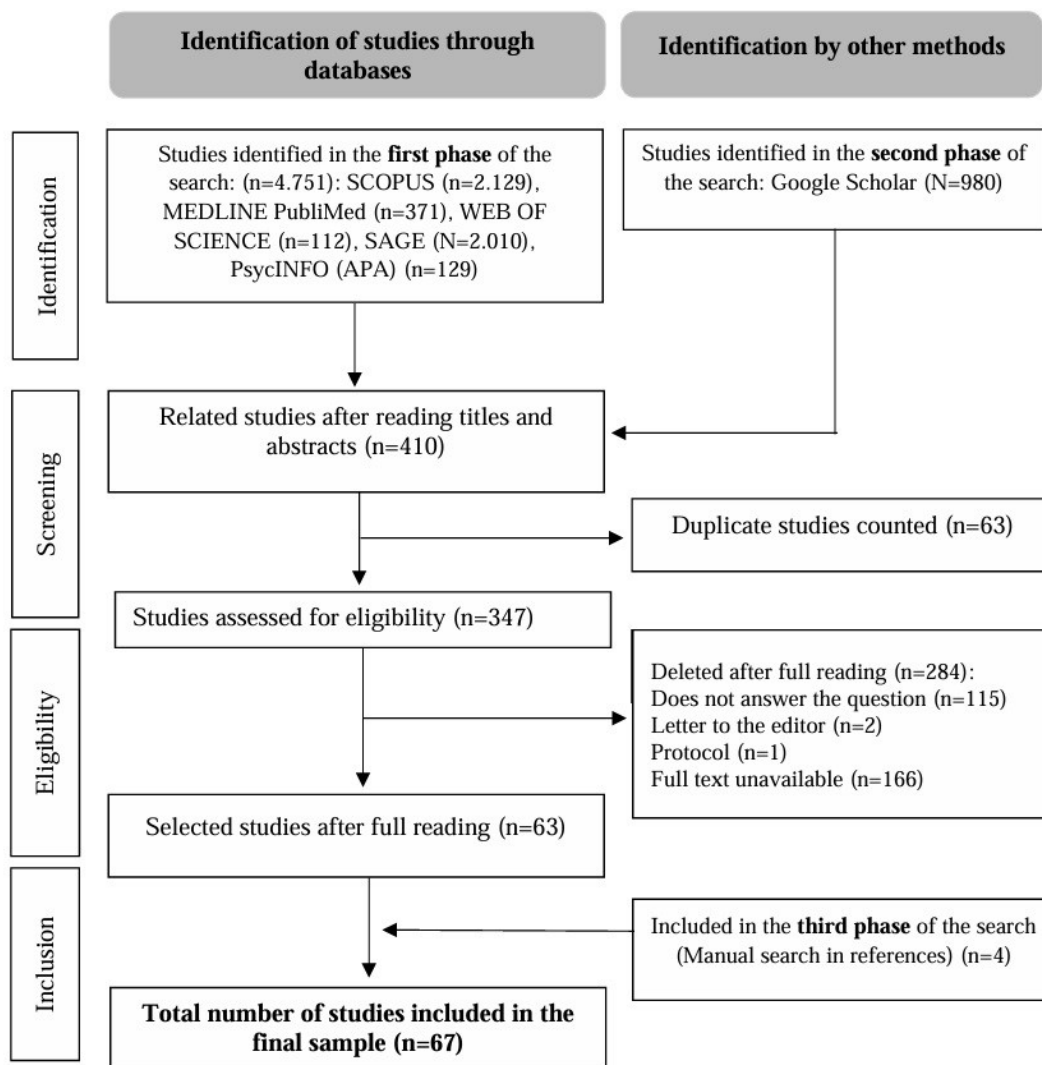 Identification of studies through
databases
Identification by other methods
Identification
Studies identified in the first phase of the
search: (n=4.751): SCOPUS (n=2.129),
MEDLINE PubliMed (n=371), WEB OF
SCIENCE (n=112), SAGE (N=2.010),
PsycINFO (APA) (n=129)
Studies identified in the second phase of
the search: Google Scholar (N=980)
Screening
Related studies after reading titles and
abstracts (n=410)
Duplicate studies counted (n=63)
Studies assessed for eligibility (n=347)
Eligibility
Deleted after full reading (n=284):
Does not answer the question (n=115)
Letter to the editor (n=2)
Protocol (n=1)
Full text unavailable (n=166)
Selected studies after full reading (n=63)
Inclusion
Included in the third phase of the search
(Manual search in references) (n=4)
Total number of studies included in the
final sample (n=67)